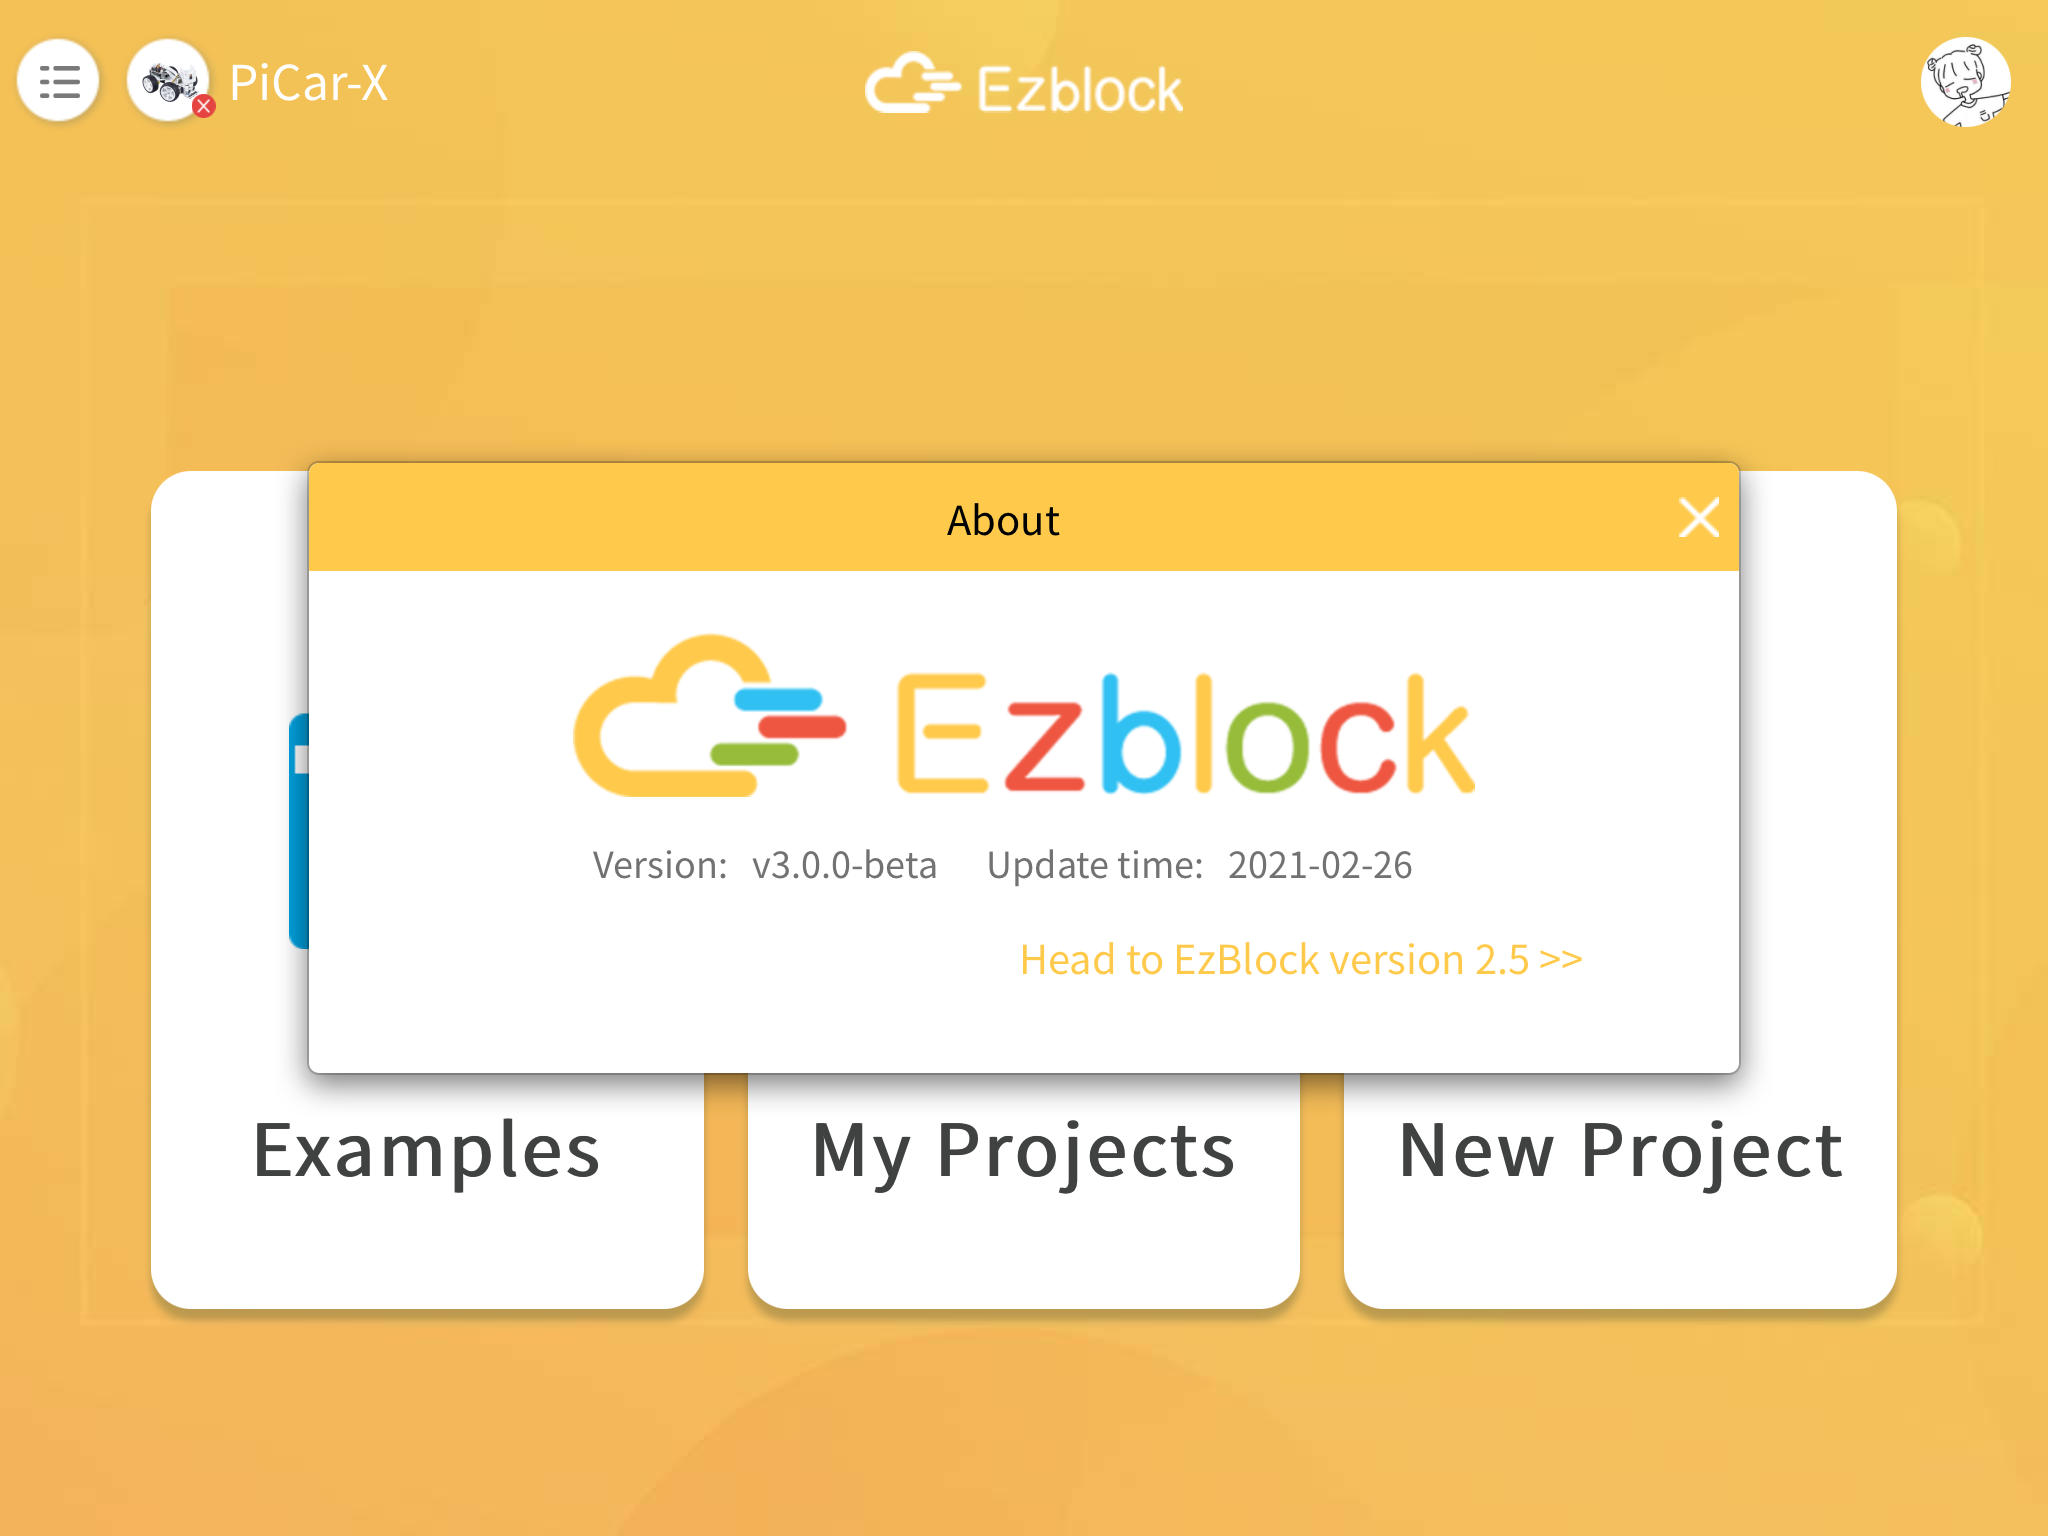 PiCar-X
Ezblock
About
Ezblock
Version: v3.0.0-beta Update time: 2021-02-26
Head to EzBlock version 2.5 >>
Examples
My Projects
New Project